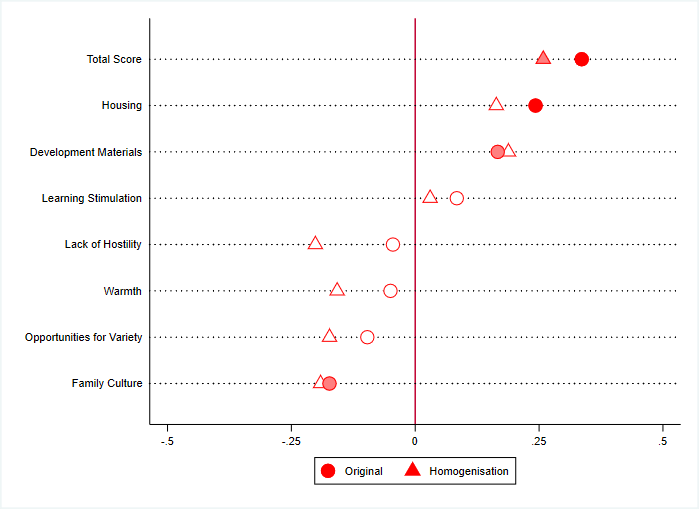 Total Score
Housing
Development Materials
Learning Stimulation
Lack of Hostility
Warmth
Opportunities for Variety
Family Culture
-.5 -.25 0 .25 .5
Original Homogenisation